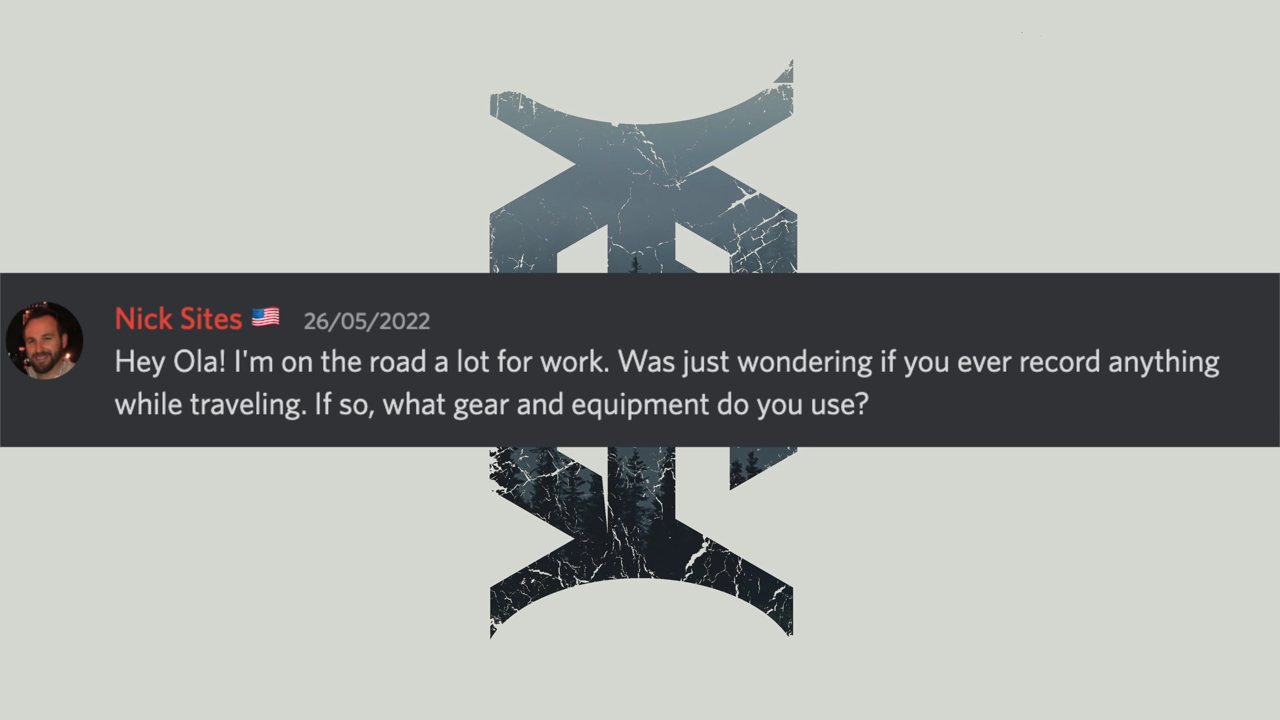 Nick Sites 🇺🇸 26/05/2022
Hey Ola! I'm on the road a lot for work. Was just wondering if you ever record anything
while traveling. If so, what gear and equipment do you use?